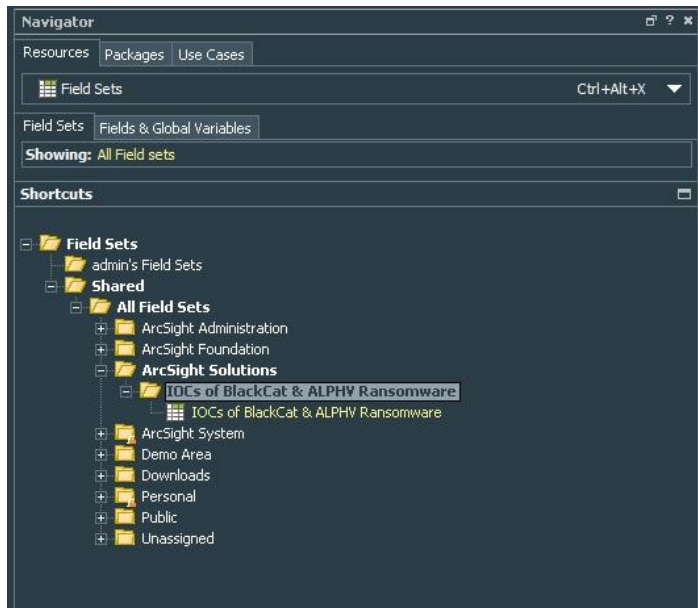 Navigator
Resources Packages Use Cases
Field Sets Ctrl+Alt+X
Field Sets Fields & Global Variables
Showing: All Field sets
Shortcuts
Field Sets
admin's Field Sets
Shared
All Field Sets
ArcSight Administration
ArcSight Foundation
ArcSight Solutions
IOCs of BlackCat & ALPHV Ransomware
IOCs of BlackCat & ALPHV Ransomware
ArcSight System
Demo Area
Downloads
Personal
Public
Unassigned